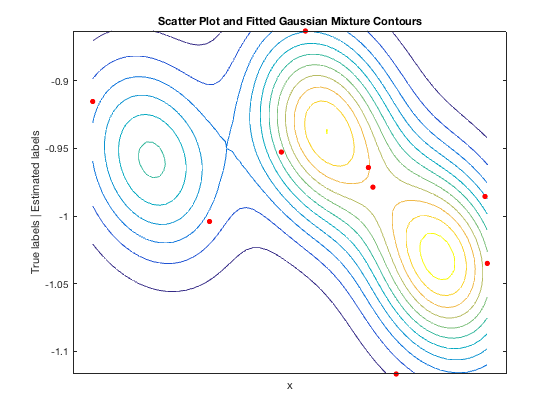 Scatter Plot and Fitted Gaussian Mixture Contours
True labels | Estimated labels
-0.9
-0.95
-1
-1.05
-1.1
x